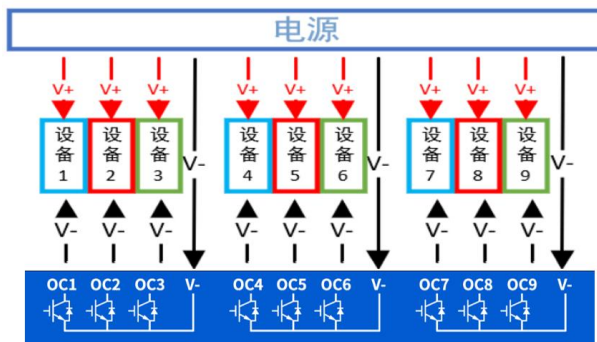 电源
V+ V+ V+ V+ V+ V+ V+ V+ V+
设备1 设备2 设备3 V- 设备4 设备5 设备6 V- 设备7 设备8 设备9 V-
V- V- V- V- V- V- V- V- V-
OC1 OC2 OC3 V- OC4 OC5 OC6 V- OC7 OC8 OC9 V-